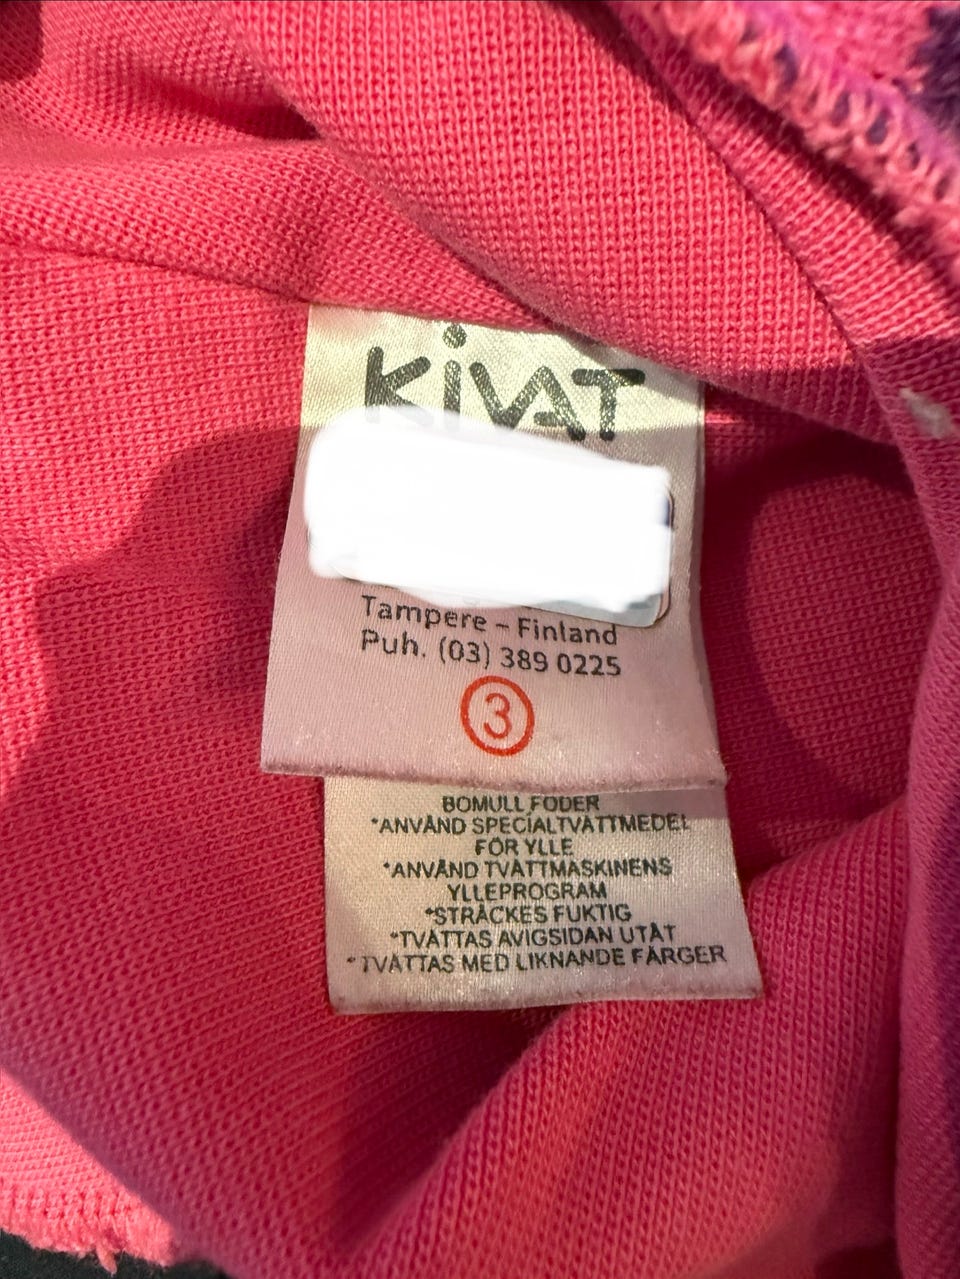 KiVAT
Tampere – Finland
Puh. (03) 389 0225
3
BOMULL FODER
*ANVÄND SPECIALTVÄTTMEDEL
FÖR YLLE
*ANVÄND TVÄTTMASKINENS
YLLEPROGRAM
*STRÄCKES FUKTIG
*TVÄTTAS AVIGSIDAN UTÅT
*TVÄTTAS MED LIKNANDE FÄRGER